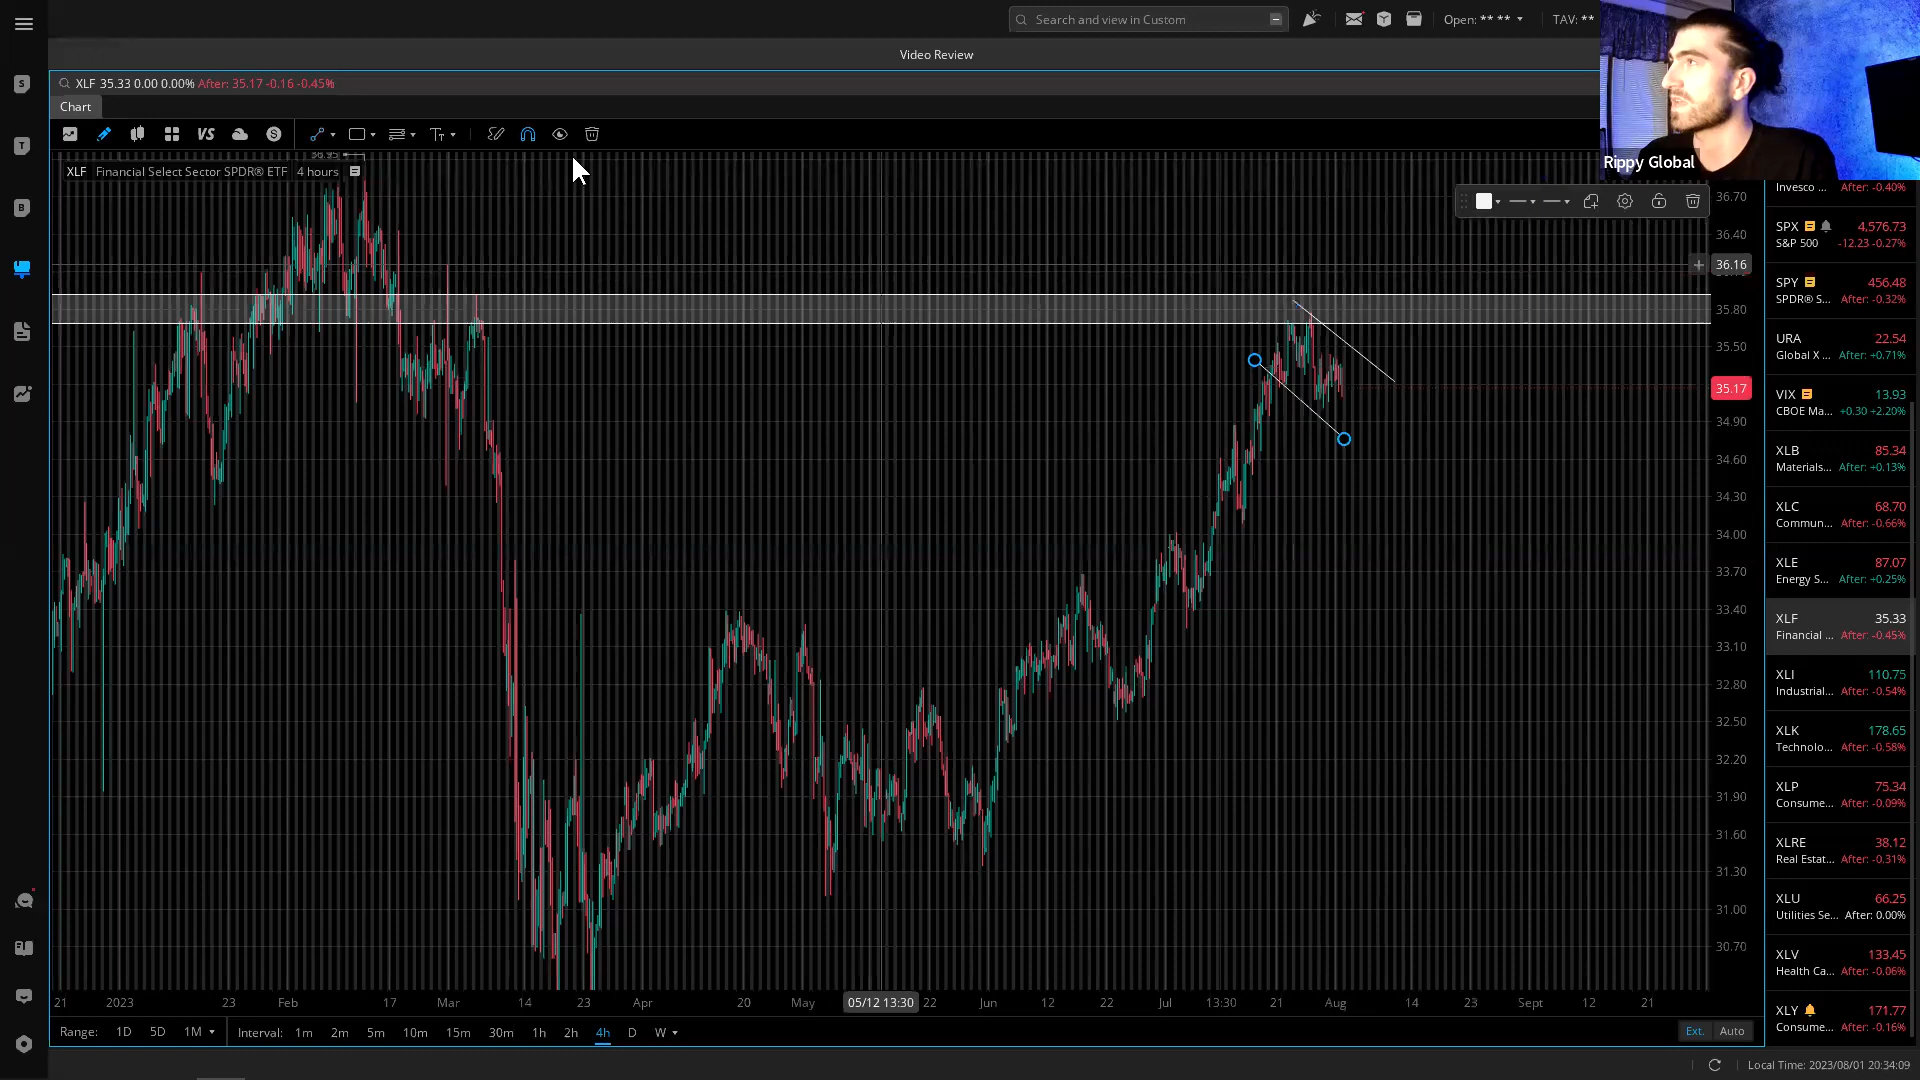 Search and view in Custom
Open: ** **
TAV: **
Video Review
XLF 35.33 0.00 0.00% After: 35.17 -0.16 -0.45%
Chart
VS
S
36.95
XLF Financial Select Sector SPDR® ETF 4 hours
Rippy Global
S
T
B
36.70
36.40
36.16
35.80
35.50
35.17
34.90
34.60
34.30
34.00
33.70
33.40
33.10
32.80
32.50
32.20
31.90
31.60
31.30
31.00
30.70
Invesco ... After: -0.40%
SPX 4,576.73
S&P 500 -12.23 -0.27%
SPY 456.48
SPDR® S... After: -0.32%
URA 22.54
Global X ... After: +0.71%
VIX 13.93
CBOE Ma... +0.30 +2.20%
XLB 85.34
Materials... After: +0.13%
XLC 68.70
Commun... After: -0.66%
XLE 87.07
Energy S... After: +0.25%
XLF 35.33
Financial ... After: -0.45%
XLI 110.75
Industrial... After: -0.54%
XLK 178.65
Technolo... After: -0.58%
XLP 75.34
Consume... After: -0.09%
XLRE 38.12
Real Estat... After: -0.31%
XLU 66.25
Utilities Se... After: 0.00%
XLV 133.45
Health Ca... After: -0.06%
XLY 171.77
Consume... After: -0.16%
21 2023 23 Feb 17 Mar 14 23 Apr 20 May 05/12 13:30 22 Jun 12 22 Jul 13:30 21 Aug 14 23 Sept 12 21
Range: 1D 5D 1M Interval: 1m 2m 5m 10m 15m 30m 1h 2h 4h D W
Ext. Auto
Local Time: 2023/08/01 20:34:09